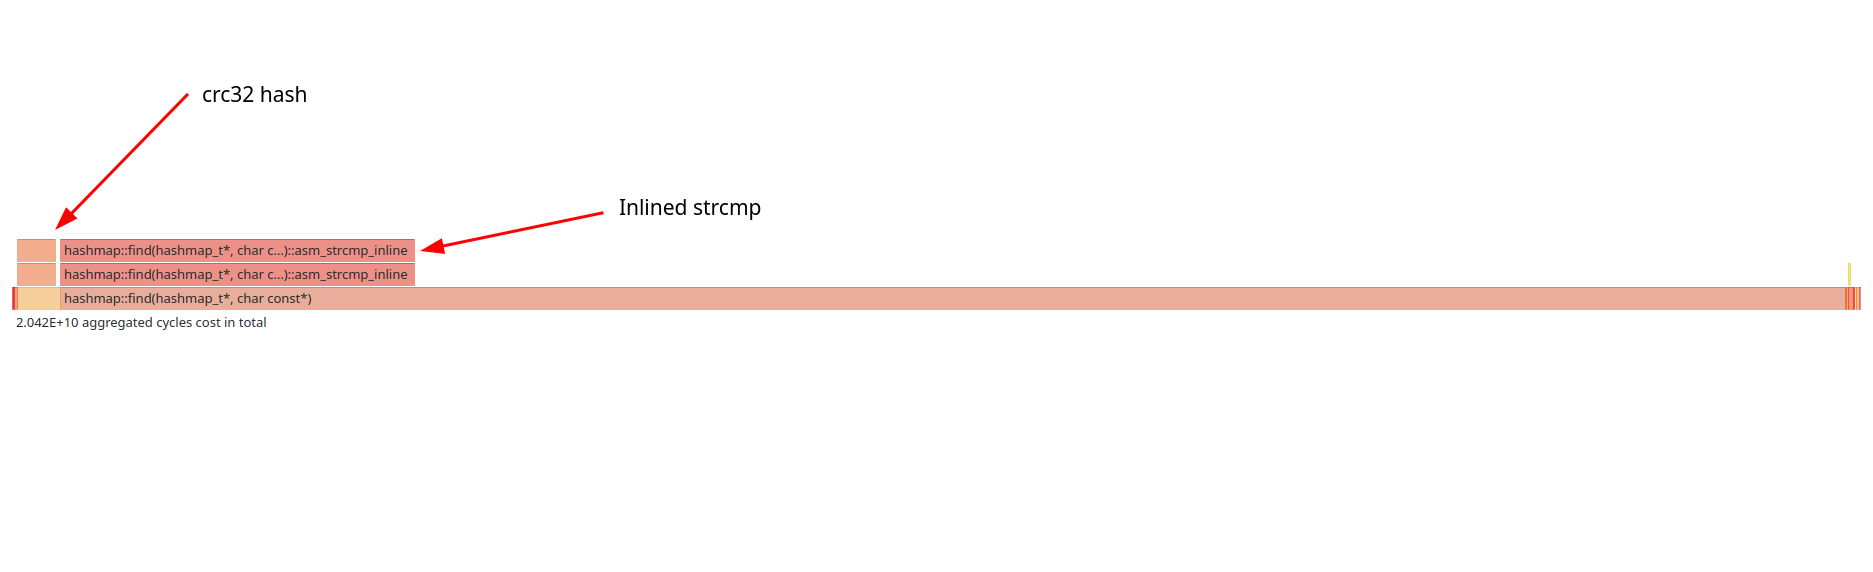 crc32 hash
Inlined strcmp
hashmap::find(hashmap_t*, char c...)::asm_strcmp_inline
hashmap::find(hashmap_t*, char c...)::asm_strcmp_inline
hashmap::find(hashmap_t*, char const*)
2.042E+10 aggregated cycles cost in total